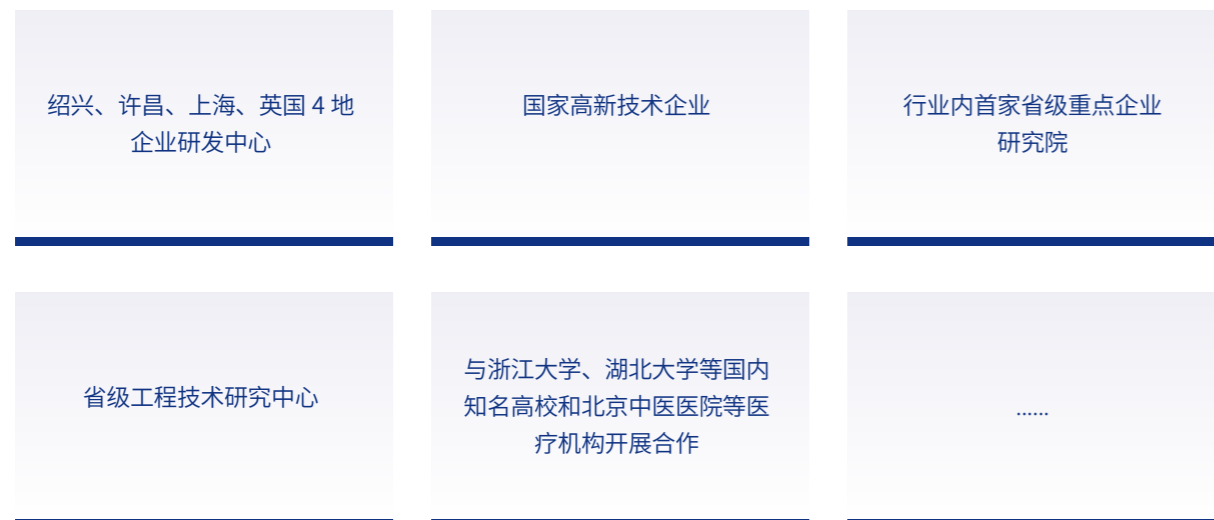 绍兴、许昌、上海、英国 4 地
企业研发中心
国家高新技术企业
行业内首家省级重点企业
研究院
省级工程技术研究中心
与浙江大学、湖北大学等国内
知名高校和北京中医医院等医
疗机构开展合作
......